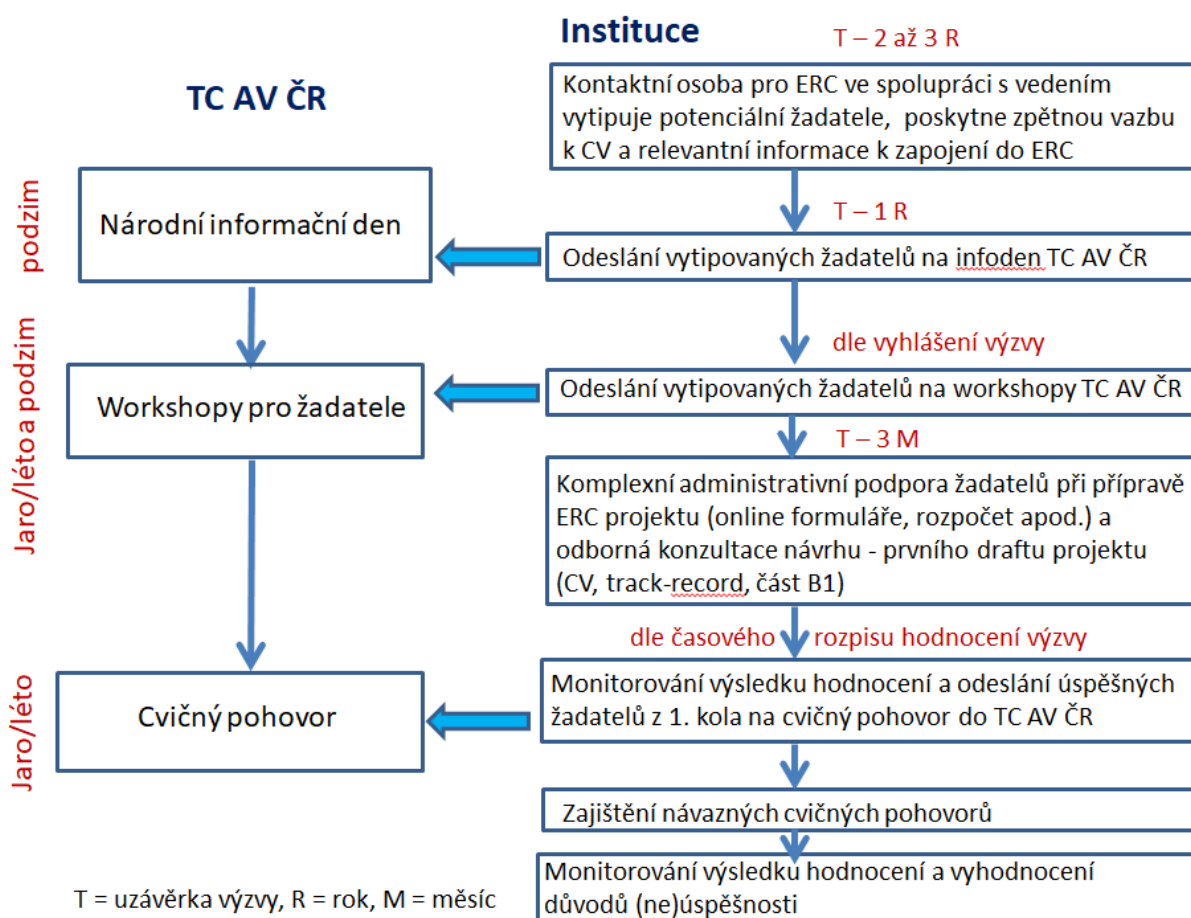 Instituce
T – 2 až 3 R
TC AV ČR
Kontaktní osoba pro ERC ve spolupráci s vedením
vytipuje potenciální žadatele, poskytne zpětnou vazbu
k CV a relevantní informace k zapojení do ERC
podzim
Národní informační den
T – 1 R
Odeslání vytipovaných žadatelů na infoden TC AV ČR
dle vyhlášení výzvy
Jaro/léto a podzim
Workshopy pro žadatele
Odeslání vytipovaných žadatelů na workshopy TC AV ČR
T – 3 M
Komplexní administrativní podpora žadatelů při přípravě
ERC projektu (online formuláře, rozpočet apod.) a
odborná konzultace návrhu - prvního draftu projektu
(CV, track-record, část B1)
dle časového rozpisu hodnocení výzvy
Jaro/léto
Cvičný pohovor
Monitorování výsledku hodnocení a odeslání úspěšných
žadatelů z 1. kola na cvičný pohovor do TC AV ČR
Zajištění návazných cvičných pohovorů
Monitorování výsledku hodnocení a vyhodnocení
důvodů (ne)úspěšnosti
T = uzávěrka výzvy, R = rok, M = měsíc